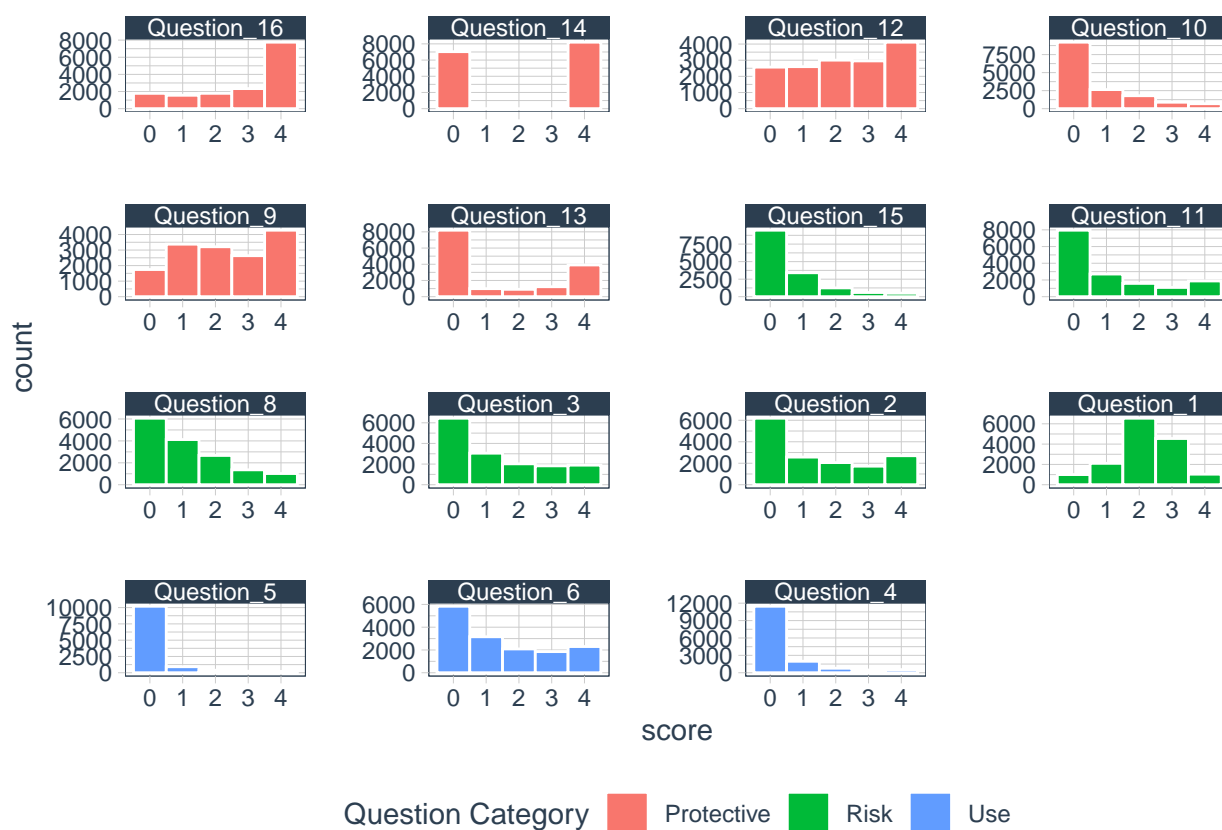 Question_16 Question_14 Question_12 Question_10
8000 6000 4000 2000 0
0 1 2 3 4
8000 6000 4000 2000 0
0 1 2 3 4
4000 3000 2000 1000 0
0 1 2 3 4
7500 5000 2500 0
0 1 2 3 4
Question_9 Question_13 Question_15 Question_11
4000 3000 2000 1000 0
0 1 2 3 4
8000 6000 4000 2000 0
0 1 2 3 4
7500 5000 2500 0
0 1 2 3 4
8000 6000 4000 2000 0
0 1 2 3 4
count
Question_8 Question_3 Question_2 Question_1
6000 4000 2000 0
0 1 2 3 4
6000 4000 2000 0
0 1 2 3 4
6000 4000 2000 0
0 1 2 3 4
6000 4000 2000 0
0 1 2 3 4
Question_5 Question_6 Question_4
10000 7500 5000 2500 0
0 1 2 3 4
6000 4000 2000 0
0 1 2 3 4
12000 9000 6000 3000 0
0 1 2 3 4
score
Question Category Protective Risk Use